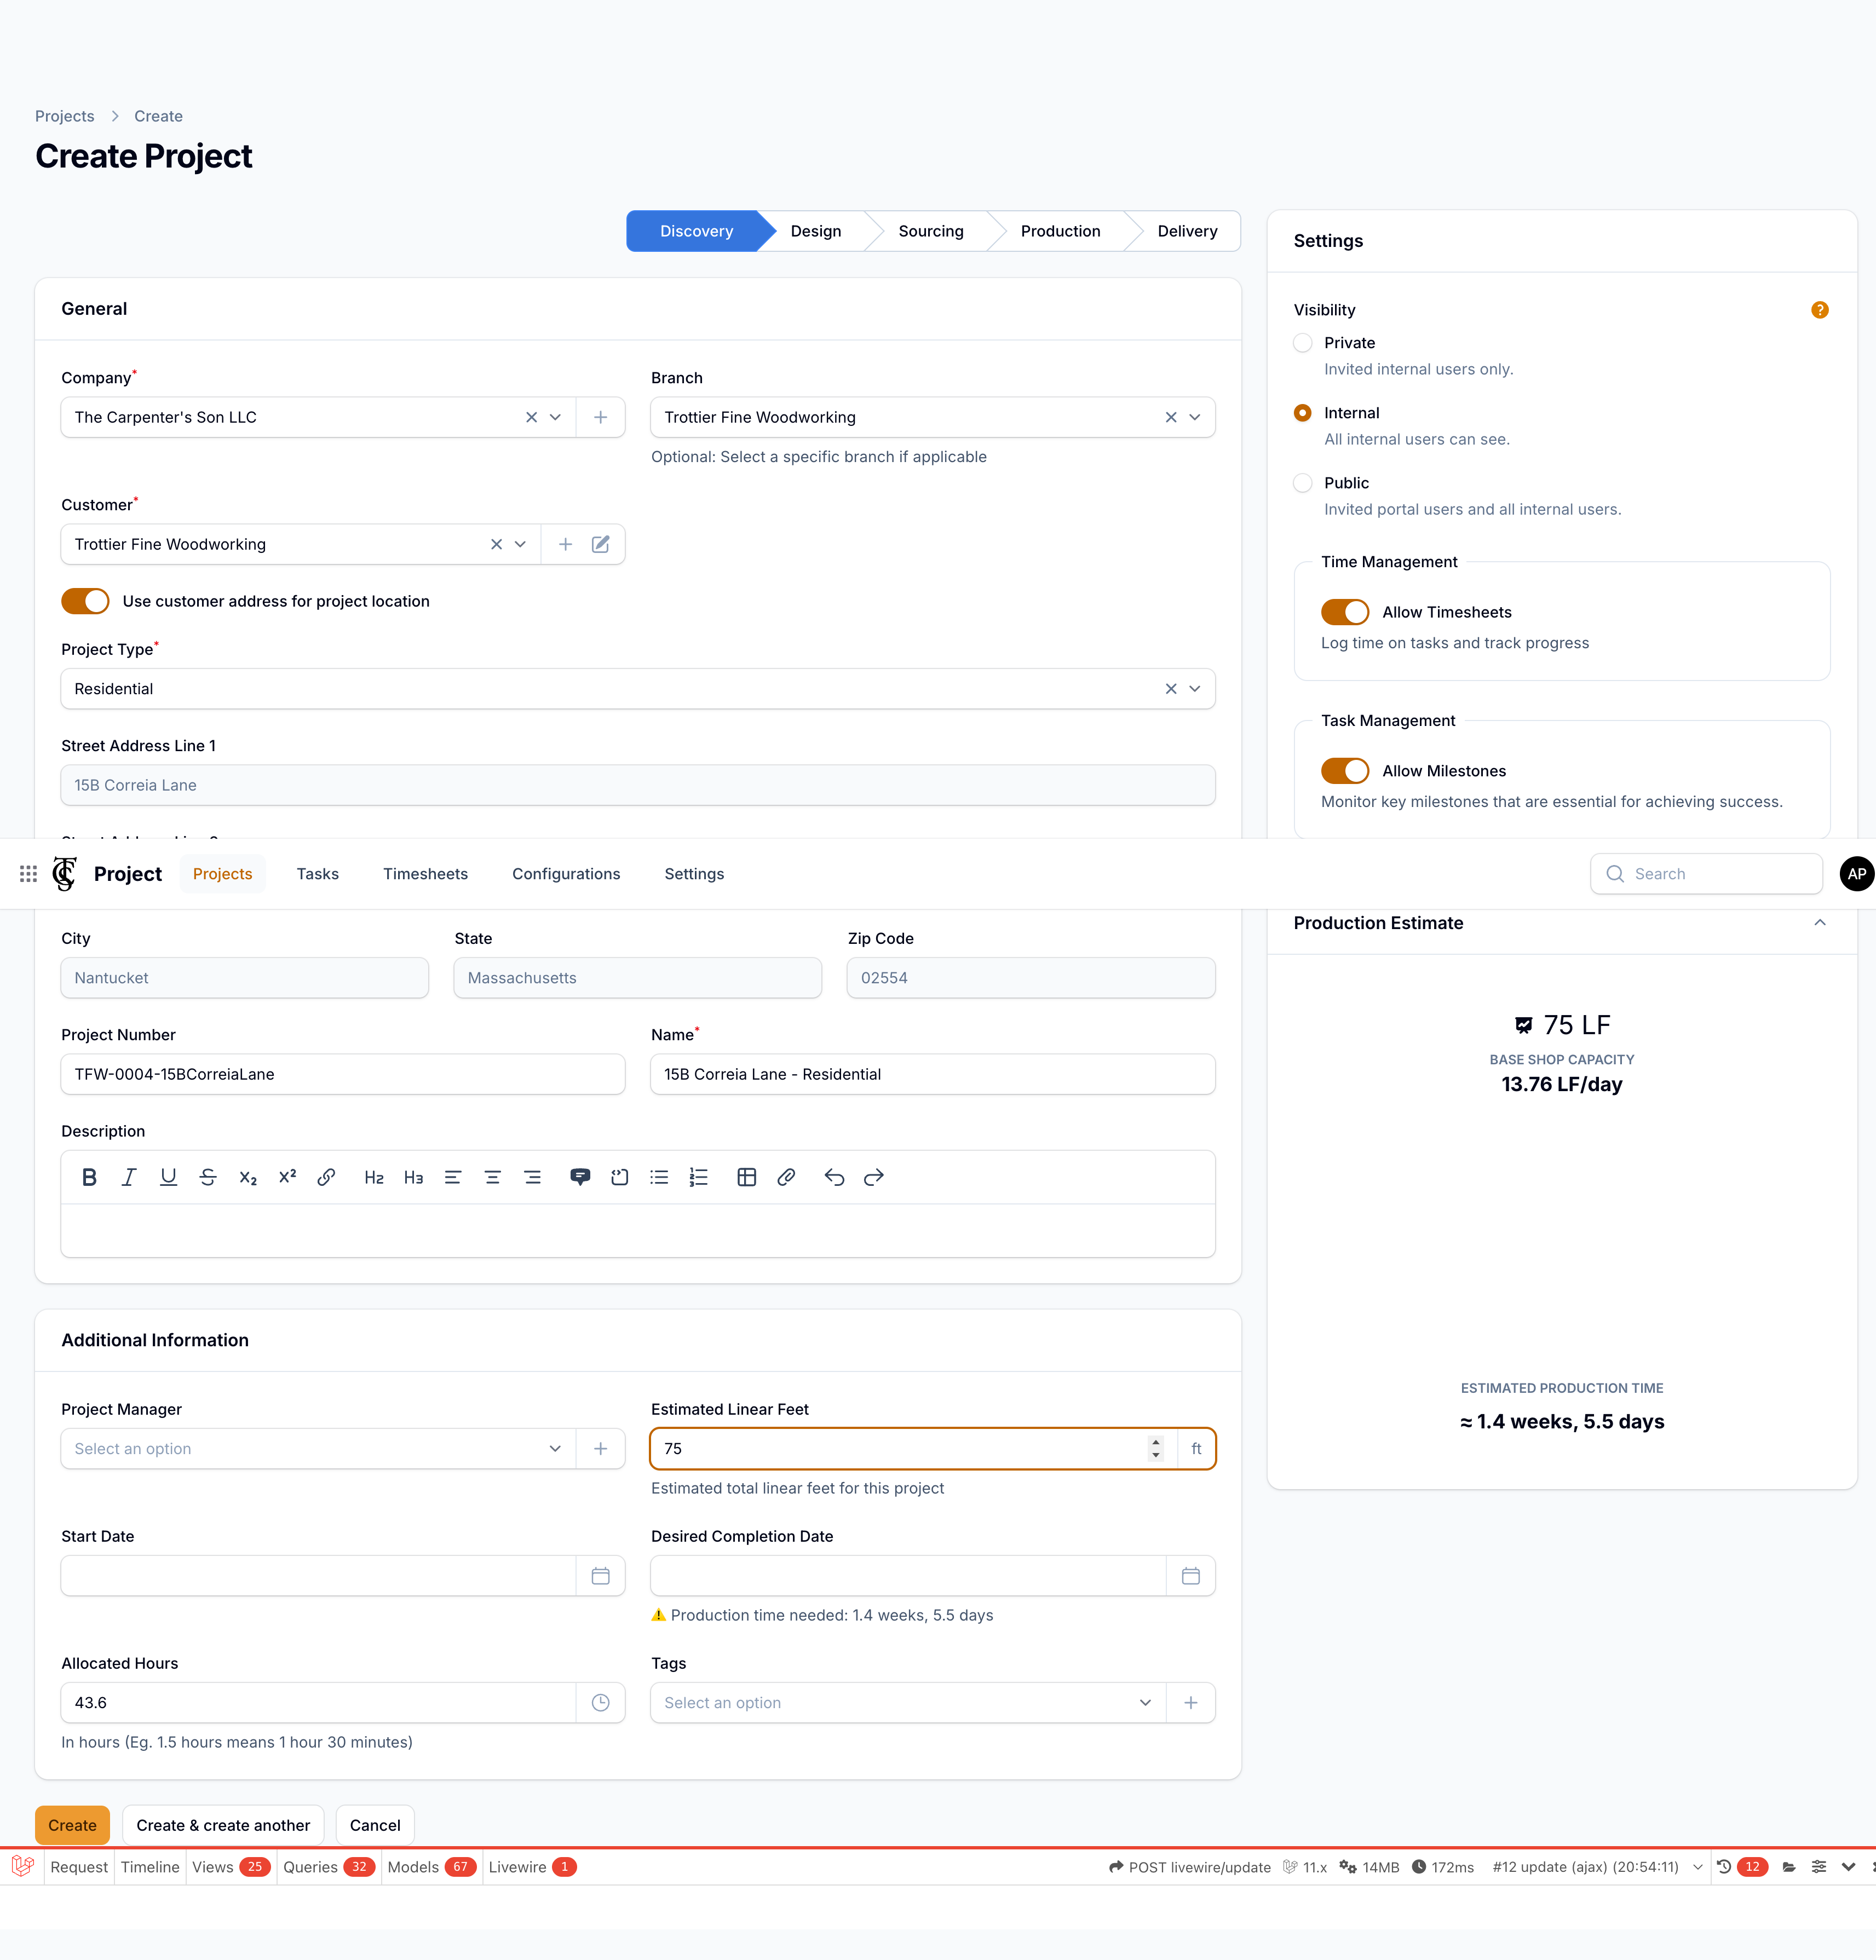 Projects > Create
Create Project
Discovery
Design
Sourcing
Production
Delivery
General
Company*
The Carpenter's Son LLC
Branch
Trottier Fine Woodworking
Optional: Select a specific branch if applicable
Customer*
Trottier Fine Woodworking
Use customer address for project location
Project Type*
Residential
Street Address Line 1
15B Correia Lane
Settings
Visibility
?
Private
Invited internal users only.
Internal
All internal users can see.
Public
Invited portal users and all internal users.
Time Management
Allow Timesheets
Log time on tasks and track progress
Task Management
Allow Milestones
Monitor key milestones that are essential for achieving success.
Project
Projects
Tasks
Timesheets
Configurations
Settings
Search
AP
City
Nantucket
State
Massachusetts
Zip Code
02554
Project Number
TFW-0004-15BCorreiaLane
Name*
15B Correia Lane - Residential
Description
B I U S X₂ X² H2 H3
Production Estimate
75 LF
BASE SHOP CAPACITY
13.76 LF/day
ESTIMATED PRODUCTION TIME
≈ 1.4 weeks, 5.5 days
Additional Information
Project Manager
Select an option
Estimated Linear Feet
75
ft
Estimated total linear feet for this project
Start Date
Desired Completion Date
⚠ Production time needed: 1.4 weeks, 5.5 days
Allocated Hours
43.6
In hours (Eg. 1.5 hours means 1 hour 30 minutes)
Tags
Select an option
Create
Create & create another
Cancel
Request Timeline Views 25 Queries 32 Models 67 Livewire 1 POST livewire/update 11.x 14MB 172ms #12 update (ajax) (20:54:11) 12